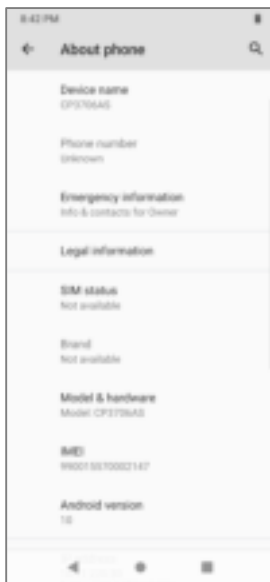 8:42 PM
About phone
Device name
CP3706AS
Phone number
Unknown
Emergency information
Info & contacts for Owner
Legal information
SIM status
Not available
Brand
Not available
Model & hardware
Model: CP3706AS
IMEI
Android version
10